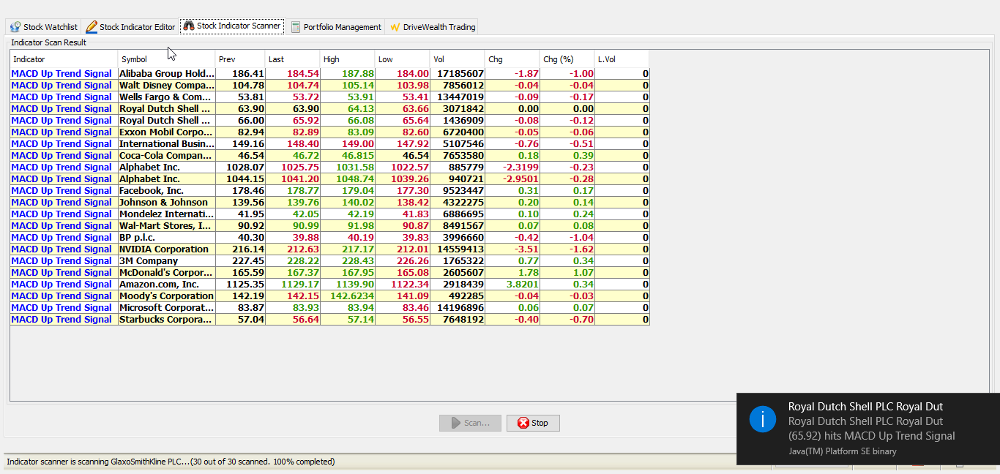 Stock Watchlist Stock Indicator Editor Stock Indicator Scanner Portfolio Management DriveWealth Trading
Indicator Scan Result
Indicator Symbol Prev Last High Low Vol Chg Chg (%) L.Vol
MACD Up Trend Signal Alibaba Group Hold... 186.41 184.54 187.88 184.00 17185607 -1.87 -1.00 0
MACD Up Trend Signal Walt Disney Compa... 104.78 104.74 105.14 103.98 7856012 -0.04 -0.04 0
MACD Up Trend Signal Wells Fargo & Com... 53.81 53.72 53.91 53.41 13447019 -0.09 -0.17 0
MACD Up Trend Signal Royal Dutch Shell ... 63.90 63.90 64.13 63.66 3071842 0.00 0.00 0
MACD Up Trend Signal Royal Dutch Shell ... 66.00 65.92 66.08 65.64 1436909 -0.08 -0.12 0
MACD Up Trend Signal Exxon Mobil Corpo... 82.94 82.89 83.09 82.60 6720400 -0.05 -0.06 0
MACD Up Trend Signal International Busin... 149.16 148.40 149.00 147.92 5107546 -0.76 -0.51 0
MACD Up Trend Signal Coca-Cola Compan... 46.54 46.72 46.815 46.54 7653580 0.18 0.39 0
MACD Up Trend Signal Alphabet Inc. 1028.07 1025.75 1031.58 1022.57 885779 -2.3199 -0.23 0
MACD Up Trend Signal Alphabet Inc. 1044.15 1041.20 1048.74 1039.26 940721 -2.9501 -0.28 0
MACD Up Trend Signal Facebook, Inc. 178.46 178.77 179.04 177.30 9523447 0.31 0.17 0
MACD Up Trend Signal Johnson & Johnson 139.56 139.76 140.02 138.42 4322275 0.20 0.14 0
MACD Up Trend Signal Mondelez Internati... 41.95 42.05 42.19 41.83 6886695 0.10 0.24 0
MACD Up Trend Signal Wal-Mart Stores, I... 90.92 90.99 91.98 90.87 8491567 0.07 0.08 0
MACD Up Trend Signal BP p.l.c. 40.30 39.88 40.19 39.83 3996660 -0.42 -1.04 0
MACD Up Trend Signal NVIDIA Corporation 216.14 212.63 217.17 212.01 14559413 -3.51 -1.62 0
MACD Up Trend Signal 3M Company 227.45 228.22 228.43 226.26 1765322 0.77 0.34 0
MACD Up Trend Signal McDonald's Corpor... 165.59 167.37 167.95 165.08 2605607 1.78 1.07 0
MACD Up Trend Signal Amazon.com, Inc. 1125.35 1129.17 1139.90 1122.34 2918439 3.8201 0.34 0
MACD Up Trend Signal Moody's Corporation 142.19 142.15 142.6234 141.09 492285 -0.04 -0.03 0
MACD Up Trend Signal Microsoft Corporat... 83.87 83.93 83.94 83.46 14196896 0.06 0.07 0
MACD Up Trend Signal Starbucks Corpora... 57.04 56.64 57.14 56.55 7648192 -0.40 -0.70 0
Scan... Stop
Royal Dutch Shell PLC Royal Dut
Royal Dutch Shell PLC Royal Dut
(65.92) hits MACD Up Trend Signal
Java(TM) Platform SE binary
Indicator scanner is scanning GlaxoSmithKline PLC...(30 out of 30 scanned. 100% completed)